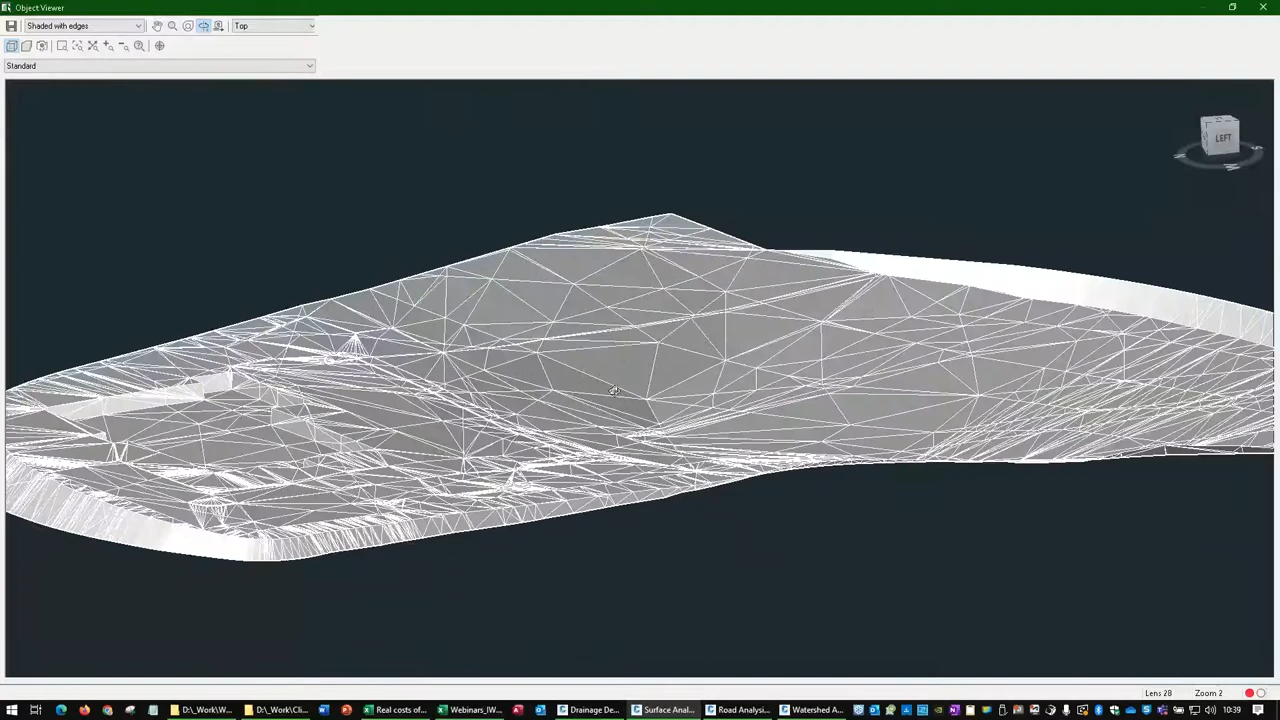 Object Viewer
Shaded with edges
Top
Standard
LEFT
W
Lens 28
Zoom 2
D:\_Work\W...
D:\_Work\Cli...
Real costs of...
Webinars_IW...
Drainage De...
Surface Anal...
Road Analysi...
Watershed A...
10:39